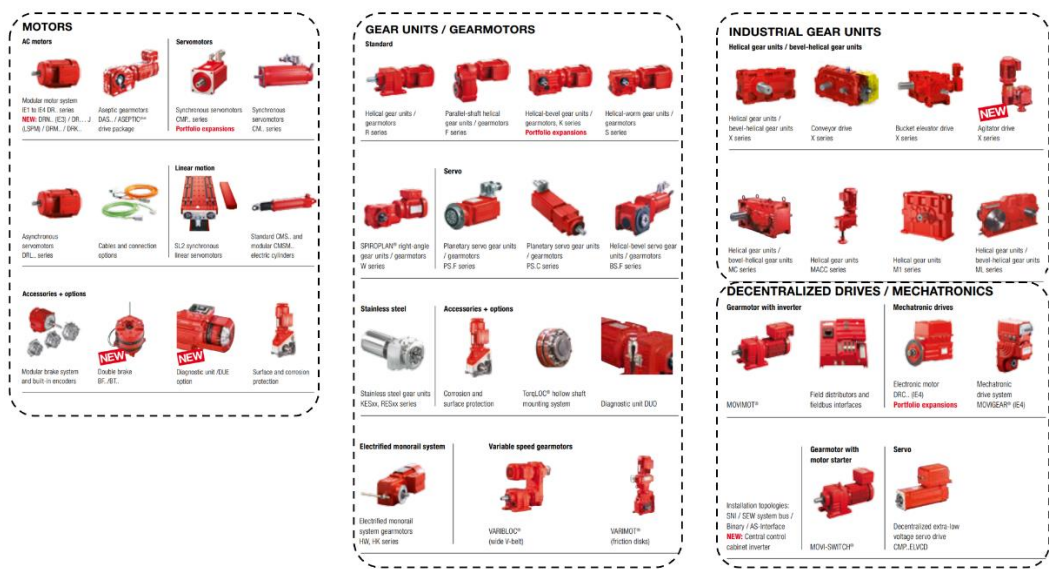 MOTORS
AC motors
Servomotors
Modular motor system
IE1 to IE4 DR.. series
NEW: DRN.. (IE3) / DR.. J
(LSPM) / DRM.. / DRK..
Aseptic gearmotors
DAS.. / ASEPTIC
drive package
Synchronous servomotors
CMP.. series
Portfolio expansions
Synchronous
servomotors
CM.. series
Linear motion
Asynchronous
servomotors
DRL.. series
Cables and connection
options
SL2 synchronous
linear servomotors
Standard CMS.. and
modular CMSM..
electric cylinders
Accessories + options
NEW
NEW
Modular brake system
and built-in encoders
Double brake
BF../BT..
Diagnostic unit /DUE
option
Surface and corrosion
protection
GEAR UNITS / GEARMOTORS
Standard
Helical gear units /
gearmotors
R series
Parallel-shaft helical
gear units / gearmotors
F series
Helical-bevel gear units /
gearmotors, K series
Portfolio expansions
Helical-worm gear units /
gearmotors
S series
Servo
SPIROPLAN® right-angle
gear units / gearmotors
W series
Planetary servo gear units
/ gearmotors
PS.F series
Planetary servo gear units
/ gearmotors
PS.C series
Helical-bevel servo gear
units / gearmotors
BS.F series
Stainless steel
Accessories + options
Stainless steel gear units
KESxx, RESxx series
Corrosion and
surface protection
TorqLOC® hollow shaft
mounting system
Diagnostic unit DUO
Electrified monorail system
Variable speed gearmotors
Electrified monorail
system gearmotors
HW, HK series
VARIBLOC®
(wide V-belt)
VARIMOT®
(friction disks)
INDUSTRIAL GEAR UNITS
Helical gear units / bevel-helical gear units
NEW
Helical gear units /
bevel-helical gear units
X series
Conveyor drive
X series
Bucket elevator drive
X series
Agitator drive
X series
Helical gear units /
bevel-helical gear units
MC series
Helical gear units
MACC series
Helical gear units
M1 series
Helical gear units /
bevel-helical gear units
ML series
DECENTRALIZED DRIVES / MECHATRONICS
Gearmotor with inverter
Mechatronic drives
MOVIMOT®
Field distributors and
fieldbus interfaces
Electronic motor
DRC.. (IE4)
Portfolio expansions
Mechatronic
drive system
MOVIGEAR® (IE4)
Gearmotor with
motor starter
Servo
Installation topologies:
SNI / SEW system bus /
Binary / AS-Interface
NEW: Central control
cabinet inverter
MOVI-SWITCH®
Decentralized extra-low
voltage servo drive
CMP..ELVCD